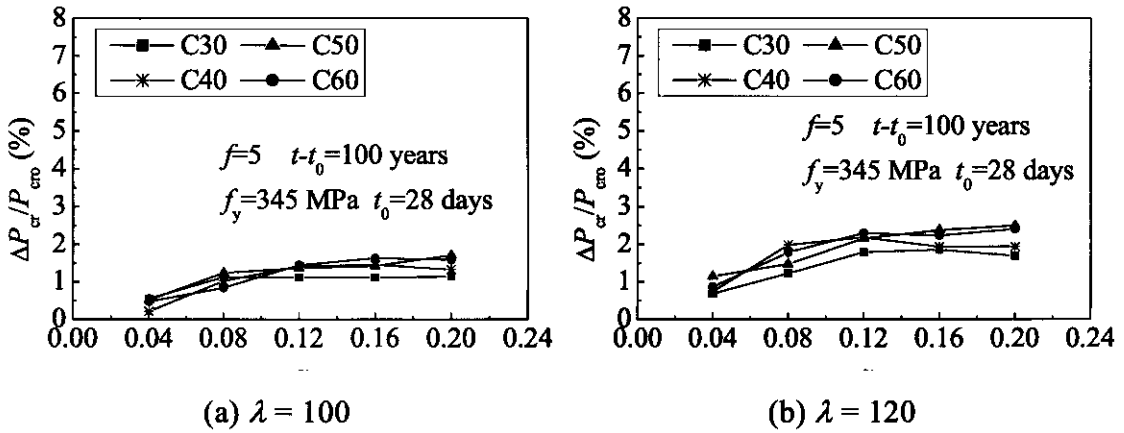 8
7
6
5
4
3
2
1
0
ΔP_cr/P_cro (%)
C30 C50
C40 C60
f=5 t-t_0=100 years
f_y=345 MPa t_0=28 days
0.00 0.04 0.08 0.12 0.16 0.20 0.24
(a) λ = 100
8
7
6
5
4
3
2
1
0
ΔP_cr/P_cro (%)
C30 C50
C40 C60
f=5 t-t_0=100 years
f_y=345 MPa t_0=28 days
0.00 0.04 0.08 0.12 0.16 0.20 0.24
(b) λ = 120